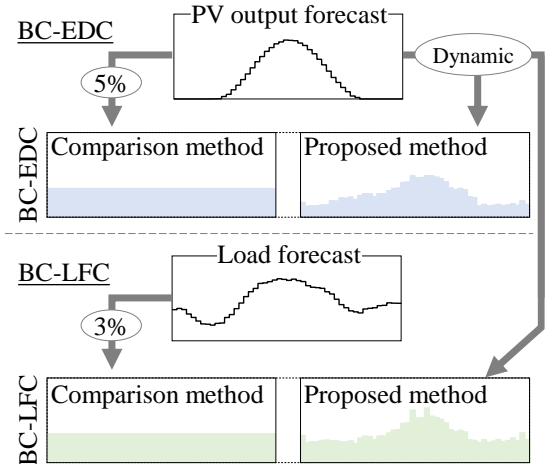 BC-EDC
PV output forecast
5%
Dynamic
BC-EDC
Comparison method
Proposed method
BC-LFC
Load forecast
3%
BC-LFC
Comparison method
Proposed method